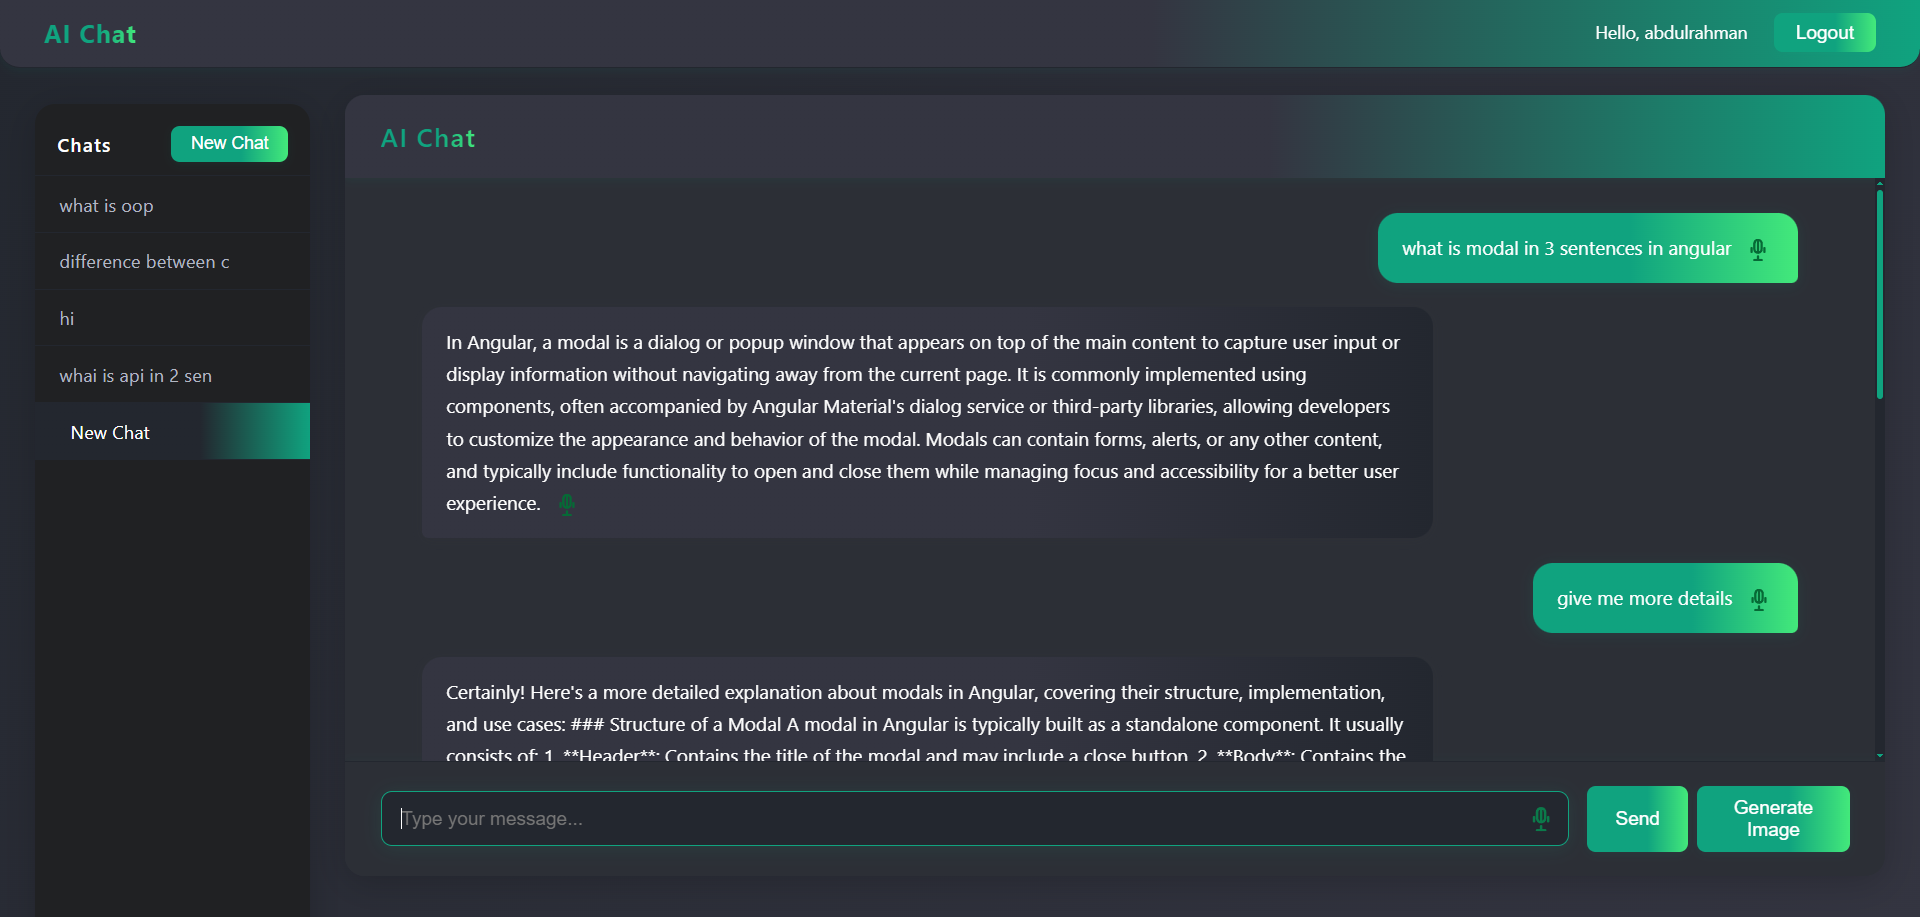 AI Chat
Hello, abdulrahman
Logout
Chats
New Chat
what is oop
difference between c
hi
whai is api in 2 sen
New Chat
AI Chat
what is modal in 3 sentences in angular
In Angular, a modal is a dialog or popup window that appears on top of the main content to capture user input or
display information without navigating away from the current page. It is commonly implemented using
components, often accompanied by Angular Material's dialog service or third-party libraries, allowing developers
to customize the appearance and behavior of the modal. Modals can contain forms, alerts, or any other content,
and typically include functionality to open and close them while managing focus and accessibility for a better user
experience.
give me more details
Certainly! Here's a more detailed explanation about modals in Angular, covering their structure, implementation,
and use cases: ### Structure of a Modal A modal in Angular is typically built as a standalone component. It usually
consists of: 1. **Header**: Contains the title of the modal and may include a close button. 2. **Body**: Contains the
Type your message...
Send
Generate
Image